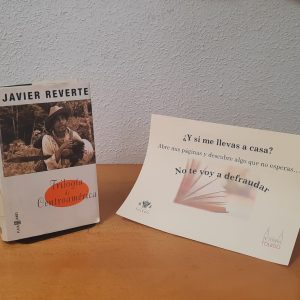 JAVIER REVERTE
Trilogía
de
Centroamérica
¿Y si me llevas a casa?
Abre sus páginas y descubre algo que no esperas...
No te voy a defraudar